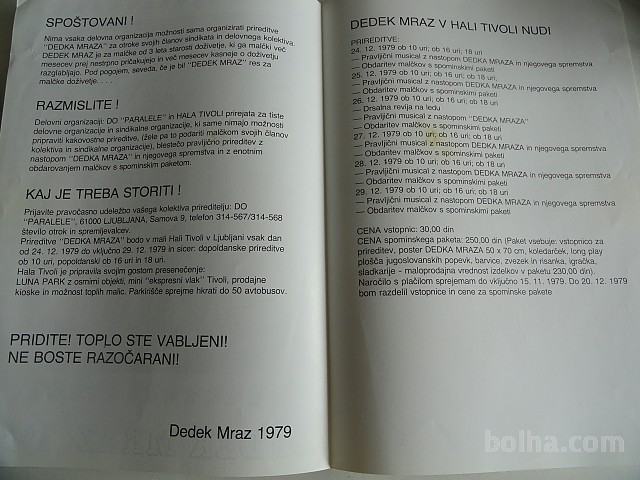 SPOŠTOVANI !
Nima vsaka delovna organizacija možnosti sama organizirati prireditve
"DEDKA MRAZA" za otroke svojih članov sindikata in delovnega kolektiva.
DEDEK MRAZ je za malčke od 3 leta starosti doživetje, ki ga malčki več
mesecev prej nestrpno pričakujejo in več mesecev kasneje o doživetju
razglabljajo. Pod pogojem, seveda, če je bil "DEDEK MRAZ" res za
malčke doživetje. . . .
RAZMISLITE !
Delovni organizaciji: DO "PARALELE" in HALA TIVOLI prirejata za tiste
delovne organizacije in sindikalne organizacije, ki same nimajo možnosti
pripraviti kakovostne prireditve, (žele pa to podariti malčkom svojih članov
kolektiva in sindikalne organizacije), blestečo pravljično prireditev z
nastopom "DEDKA MRAZA" in njegovega spremstva in z enotnim
obdarovanjem malčkov s spominskim paketom.
KAJ JE TREBA STORITI !
Prijavite pravočasno udeležbo vašega kolektiva prireditelju: DO
"PARALELE", 61000 LJUBLJANA, Samova 9, telefon 314-567/314-568
število otrok in spremljevalcev.
Prireditve "DEDKA MRAZA" bodo v mali Hali Tivoli v Ljubljani vsak dan
od 24. 12. 1979 do vključno 29. 12. 1979 in sicer: dopoldanske prireditve
ob 10 uri, popoldanski ob 16 uri in ob 18 uri.
Hala Tivoli je pripravila svojim gostom presenečenje:
LUNA PARK z osmimi objekti, mini "ekspresni vlak" Tivoli, prodajne
kioske in možnost toplih malic. Parkirišče sprejme hkrati do 50 avtobusov.
PRIDITE! TOPLO STE VABLJENI!
NE BOSTE RAZOČARANI!
Dedek Mraz 1979
DEDEK MRAZ V HALI TIVOLI NUDI
PRIREDITVE:
24. 12. 1979 ob 10 uri; ob 16 uri, 18 uri
— Pravljični musical z nastopom DEDKA MRAZA in njegovega spremstva
— Obdaritev malčkov s spominskimi paketi
25. 12. 1979 ob 10 uri; ob 16 uri, ob 18 uri
— Pravljični musical z nastopom DEDKA MRAZA in njegovega spremstva
— Obdaritev malčkov s spominskimi paketi
26. 12. 1979 ob 10 uri; ob 16 uri; ob 18 uri
— Drsalna revija na ledu
— Pravljični musical z nastopom DEDKA MRAZA"
— Obdaritev malčkov s spominskimi paketi
27. 12. 1979 ob 10 uri; ob 16 uri; ob 18 uri
— Pravljični musical z nastopom DEDKA MRAZA in njegovega spremstva
— Obdaritev malčkov s spominskimi paketi
28. 12. 1979 ob 10 uri; ob 16 uri; ob 18 uri
— Pravljični musical z nastopom DEDKA MRAZA in njegovega spremstva
— Obdaritev malčkov s spominskimi paketi
29. 12. 1979 ob 10 uri; ob 16 uri; ob 18 uri
— Pravljični musical z nastopom DEDKA MRAZA in njegovega spremstva
— Obdaritev malčkov s spominskimi paketi
CENA vstopnic: 30,00 din
CENA spominskega paketa: 250,00 din (Paket vsebuje: vstopnico za
prireditev, poster DEDKA MRAZA 50 x 70 cm, koledarček, long play
plošča jugoslovanskih popevk, barvice, zvezek in risanka, igračka,
sladkarije - maloprodajna vrednost izdelkov v paketu 230,00 din).
Naročilo s plačilom sprejemam do vključno 15. 11. 1979. Do 20. 12. 1979
bom razdelil vstopnice in cene za spominske pakete
bolha.com